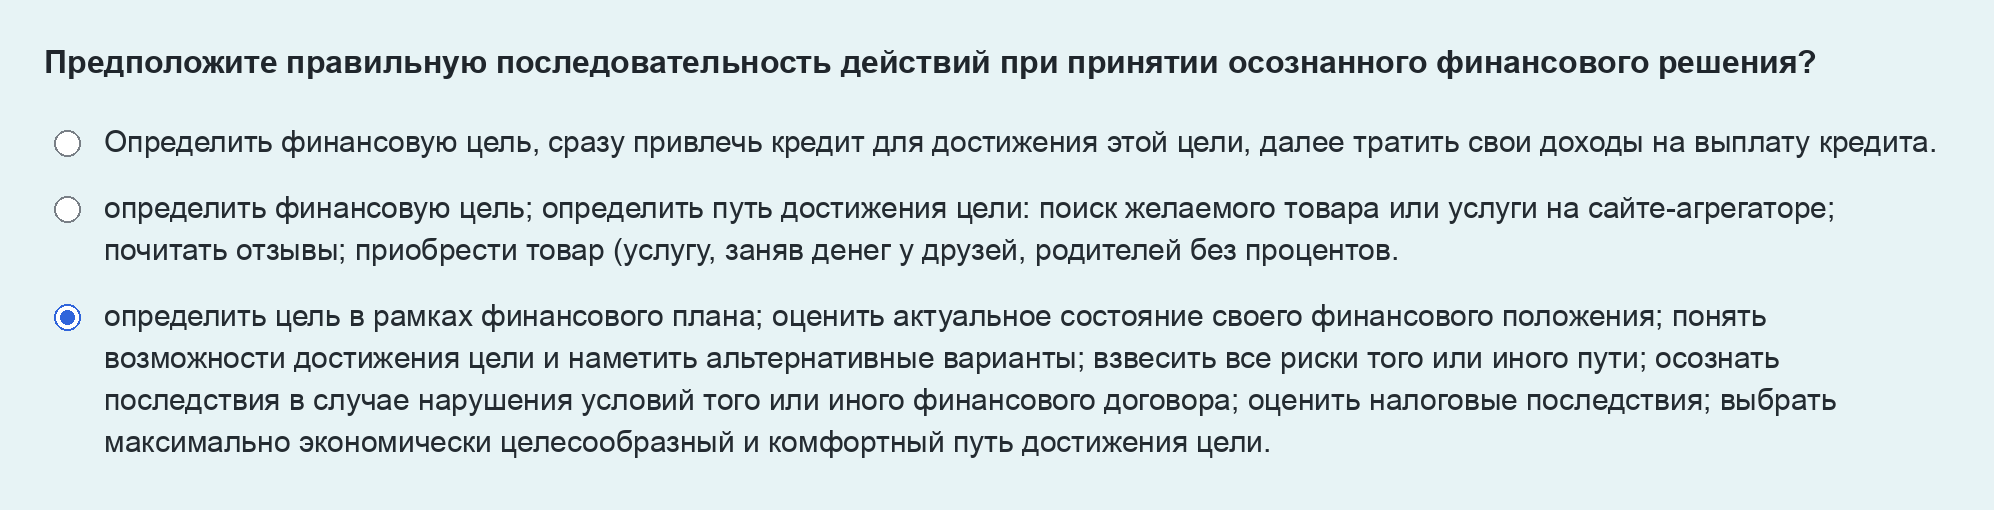 Предположите правильную последовательность действий при принятии осознанного финансового решения?
Определить финансовую цель, сразу привлечь кредит для достижения этой цели, далее тратить свои доходы на выплату кредита.
определить финансовую цель; определить путь достижения цели: поиск желаемого товара или услуги на сайте-агрегаторе;
почитать отзывы; приобрести товар (услугу, заняв денег у друзей, родителей без процентов.
определить цель в рамках финансового плана; оценить актуальное состояние своего финансового положения; понять
возможности достижения цели и наметить альтернативные варианты; взвесить все риски того или иного пути; осознать
последствия в случае нарушения условий того или иного финансового договора; оценить налоговые последствия; выбрать
максимально экономически целесообразный и комфортный путь достижения цели.